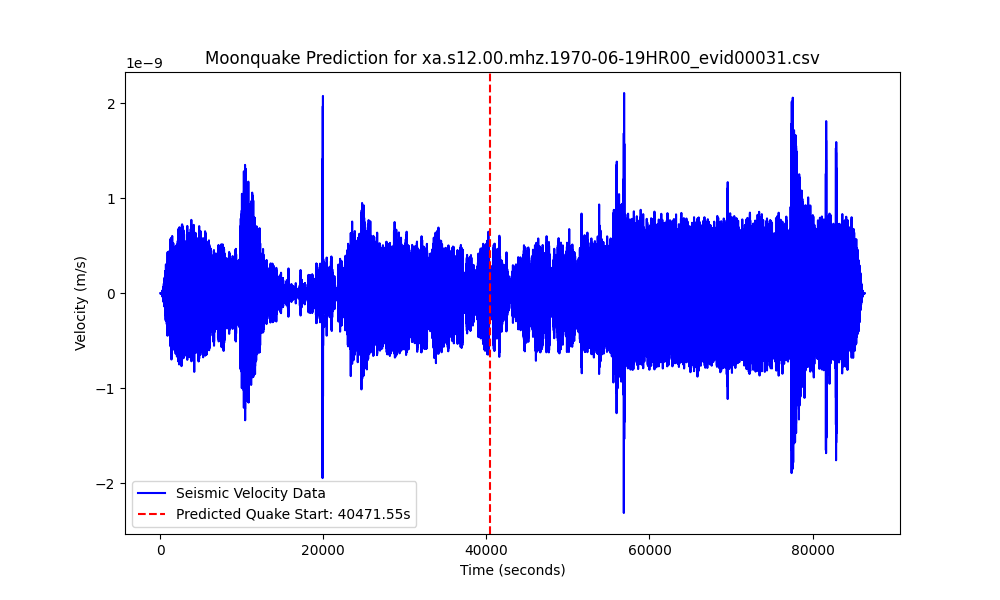 Moonquake Prediction for xa.s12.00.mhz.1970-06-19HR00_evid00031.csv
1e−9
2
1
0
−1
−2
Velocity (m/s)
Seismic Velocity Data
Predicted Quake Start: 40471.55s
0 20000 40000 60000 80000
Time (seconds)